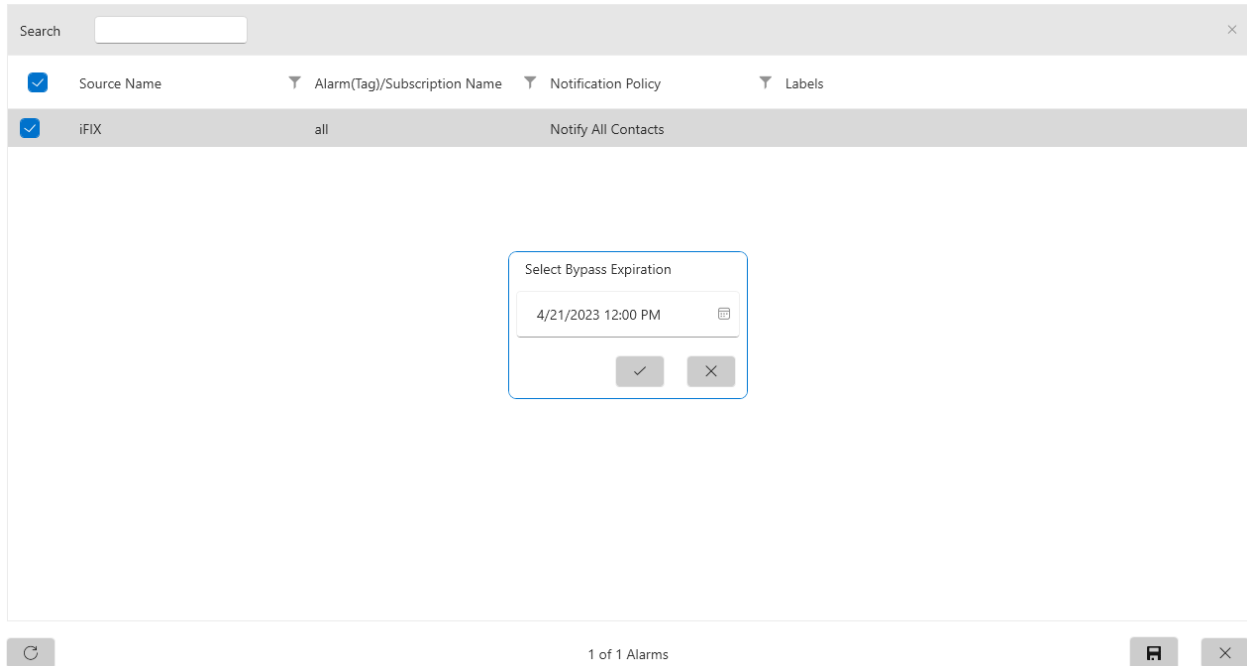 Search
Source Name Alarm(Tag)/Subscription Name Notification Policy Labels
iFIX all Notify All Contacts
Select Bypass Expiration
4/21/2023 12:00 PM
1 of 1 Alarms